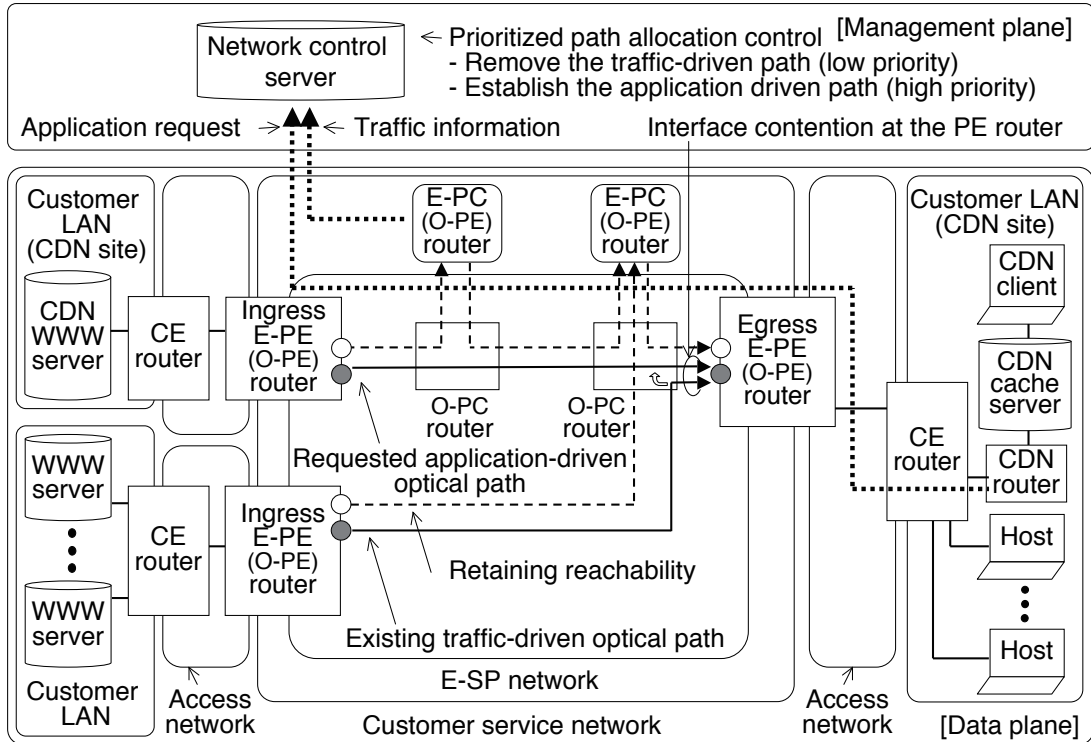 Network control
server
Prioritized path allocation control
- Remove the traffic-driven path (low priority)
- Establish the application driven path (high priority)
[Management plane]
Application request
Traffic information
Interface contention at the PE router
Customer
LAN
(CDN site)
CDN
WWW
server
CE
router
Ingress
E-PE
(O-PE)
router
E-PC
(O-PE)
router
E-PC
(O-PE)
router
O-PC
router
O-PC
router
Egress
E-PE
(O-PE)
router
Customer LAN
(CDN site)
CDN
client
CDN
cache
server
CDN
router
CE
router
Host
Host
Requested application-driven
optical path
WWW
server
WWW
server
Customer
LAN
CE
router
Ingress
E-PE
(O-PE)
router
Retaining reachability
Existing traffic-driven optical path
Access
network
E-SP network
Customer service network
Access
network
[Data plane]